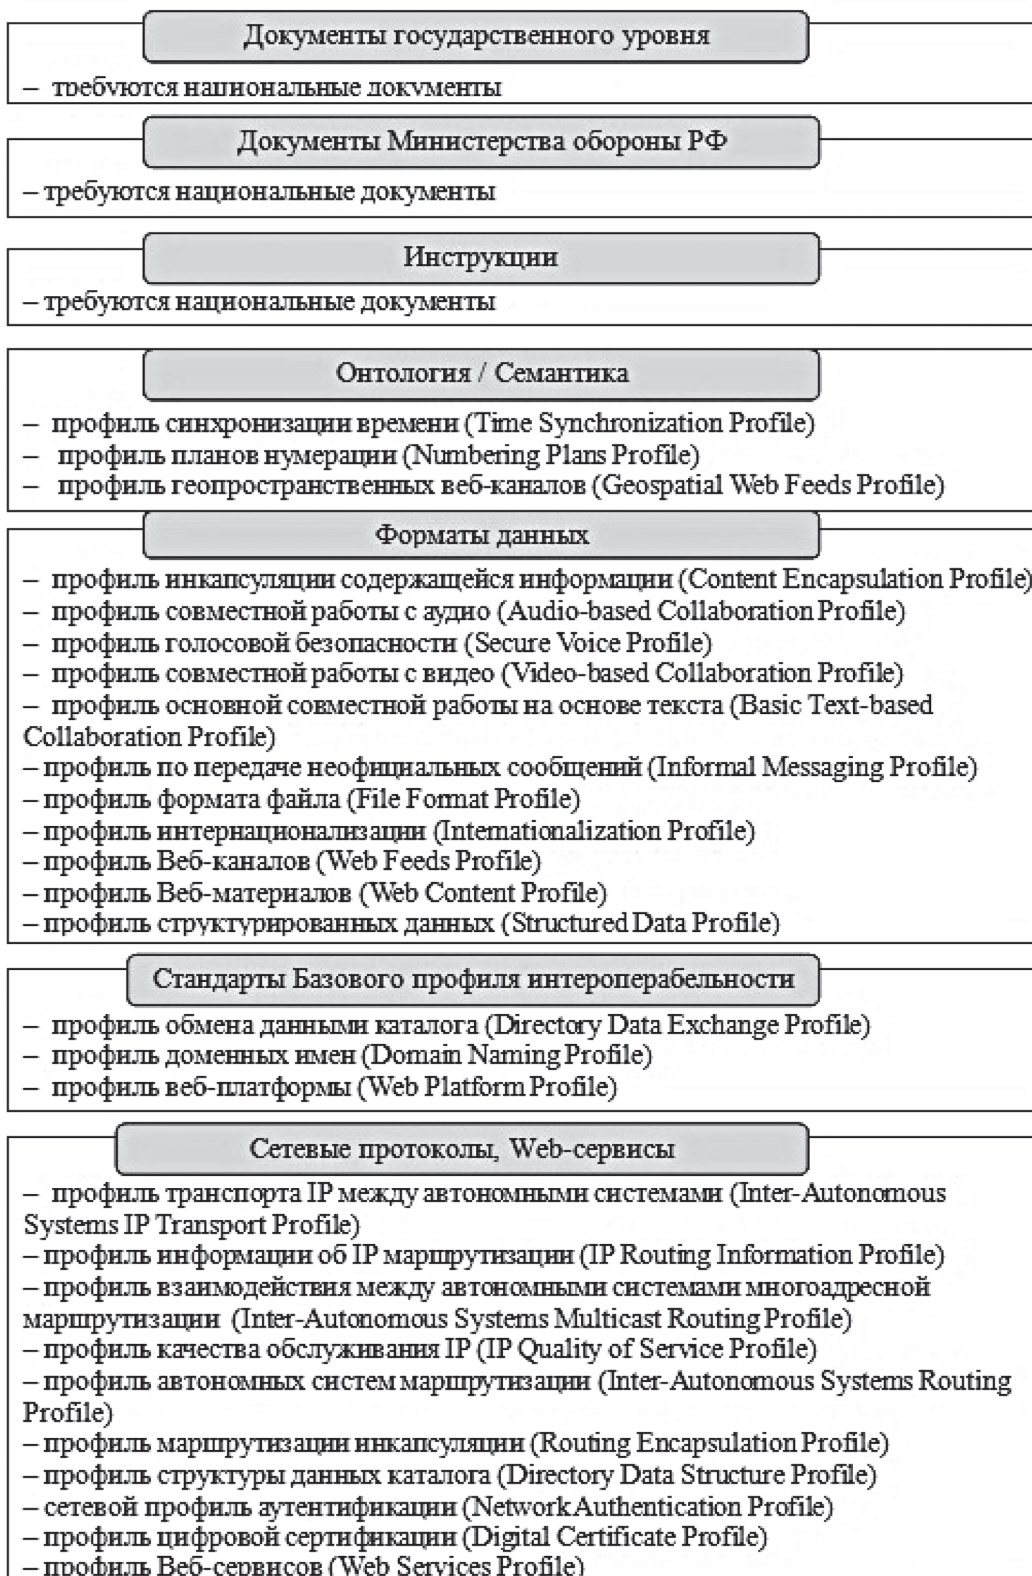 Документы государственного уровня
– требуются национальные документы
Документы Министерства обороны РФ
– требуются национальные документы
Инструкции
– требуются национальные документы
Онтология / Семантика
– профиль синхронизации времени (Time Synchronization Profile)
– профиль планов нумерации (Numbering Plans Profile)
– профиль геопространственных веб-каналов (Geospatial Web Feeds Profile)
Форматы данных
– профиль инкапсуляции содержащейся информации (Content Encapsulation Profile)
– профиль совместной работы с аудио (Audio-based Collaboration Profile)
– профиль голосовой безопасности (Secure Voice Profile)
– профиль совместной работы с видео (Video-based Collaboration Profile)
– профиль основной совместной работы на основе текста (Basic Text-based
Collaboration Profile)
– профиль по передаче неофициальных сообщений (Informal Messaging Profile)
– профиль формата файла (File Format Profile)
– профиль интернационализации (Internationalization Profile)
– профиль Веб-каналов (Web Feeds Profile)
– профиль Веб-материалов (Web Content Profile)
– профиль структурированных данных (Structured Data Profile)
Стандарты Базового профиля интероперабельности
– профиль обмена данными каталога (Directory Data Exchange Profile)
– профиль доменных имен (Domain Naming Profile)
– профиль веб-платформы (Web Platform Profile)
Сетевые протоколы, Web-сервисы
– профиль транспорта IP между автономными системами (Inter-Autonomous
Systems IP Transport Profile)
– профиль информации об IP маршрутизации (IP Routing Information Profile)
– профиль взаимодействия между автономными системами многоадресной
маршрутизации (Inter-Autonomous Systems Multicast Routing Profile)
– профиль качества обслуживания IP (IP Quality of Service Profile)
– профиль автономных систем маршрутизации (Inter-Autonomous Systems Routing
Profile)
– профиль маршрутизации инкапсуляции (Routing Encapsulation Profile)
– профиль структуры данных каталога (Directory Data Structure Profile)
– сетевой профиль аутентификации (Network Authentication Profile)
– профиль цифровой сертификации (Digital Certificate Profile)
– профиль Веб-сервисов (Web Services Profile)